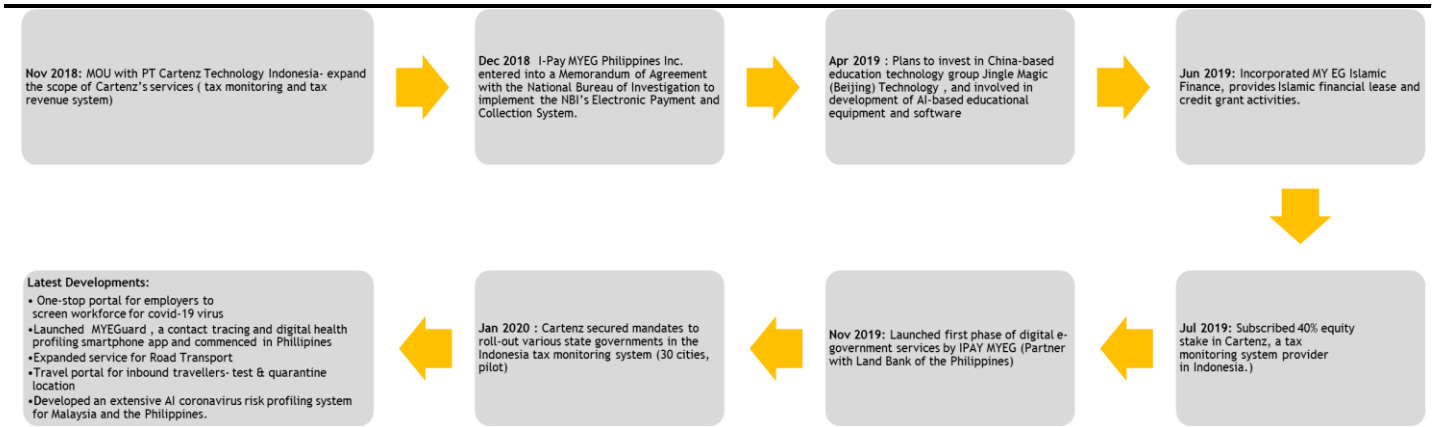 Nov 2018: MOU with PT Cartenz Technology Indonesia- expand
the scope of Cartenz's services ( tax monitoring and tax
revenue system)
Dec 2018  I-Pay MYEG Philippines Inc.
entered into a Memorandum of Agreement
with the National Bureau of Investigation to
implement the NBI's Electronic Payment and
Collection System.
Apr 2019 : Plans to invest in China-based
education technology group Jingle Magic
(Beijing) Technology , and involved in
development of AI-based educational
equipment and software
Jun 2019: Incorporated MY EG Islamic
Finance, provides Islamic financial lease and
credit grant activities.
Jul 2019: Subscribed 40% equity
stake in Cartenz, a tax
monitoring system provider
in Indonesia.)
Nov 2019: Launched first phase of digital e-
government services by IPAY MYEG (Partner
with Land Bank of the Philippines)
Jan 2020 : Cartenz secured mandates to
roll-out various state governments in the
Indonesia tax monitoring system (30 cities,
pilot)
Latest Developments:
• One-stop portal for employers to
screen workforce for covid-19 virus
•Launched  MYEGuard , a contact tracing and digital health
profiling smartphone app and commenced in Phillipines
•Expanded service for Road Transport
•Travel portal for inbound travellers- test & quarantine
location
•Developed an extensive AI coronavirus risk profiling system
for Malaysia and the Philippines.